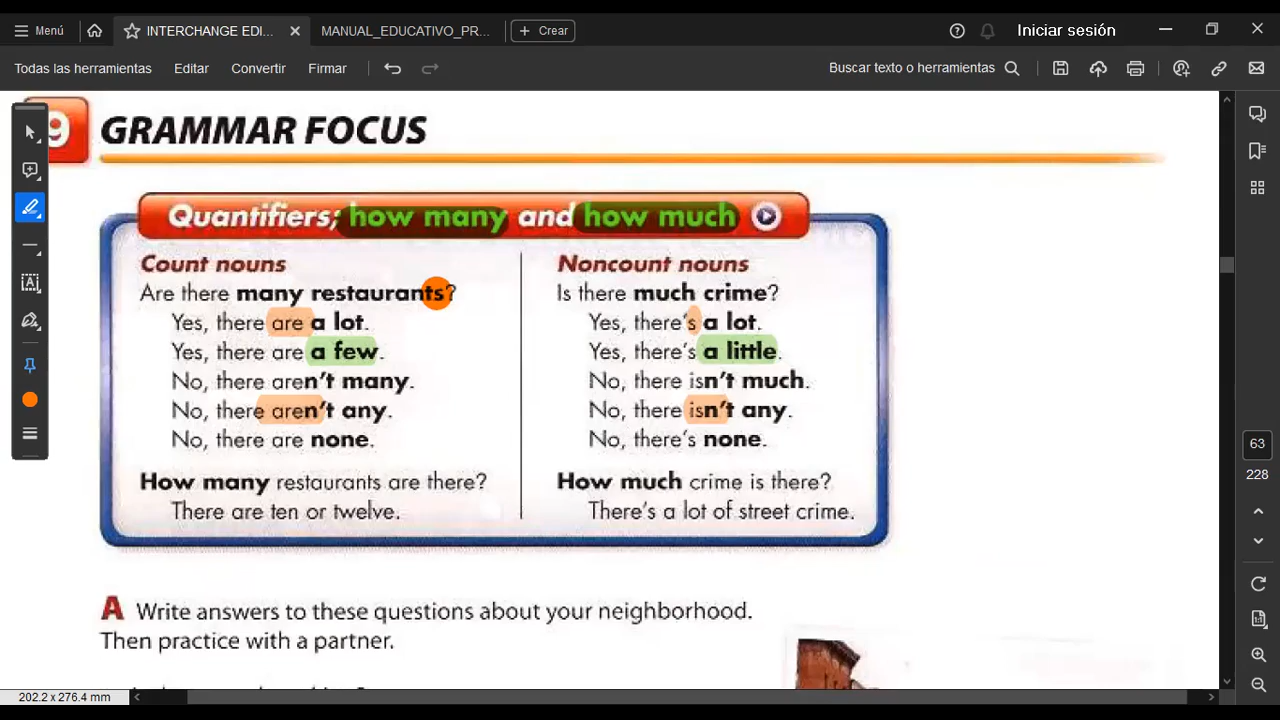 Menú
INTERCHANGE EDI...
MANUAL_EDUCATIVO_PR...
Crear
Iniciar sesión
Todas las herramientas
Editar
Convertir
Firmar
Buscar texto o herramientas
9 GRAMMAR FOCUS
Quantifiers; how many and how much
Count nouns
Are there many restaurants?
Yes, there are a lot.
Yes, there are a few.
No, there aren't many.
No, there aren't any.
No, there are none.
How many restaurants are there?
There are ten or twelve.
Noncount nouns
Is there much crime?
Yes, there's a lot.
Yes, there's a little.
No, there isn't much.
No, there isn't any.
No, there's none.
How much crime is there?
There's a lot of street crime.
A Write answers to these questions about your neighborhood.
Then practice with a partner.
63
228
202.2 x 276.4 mm